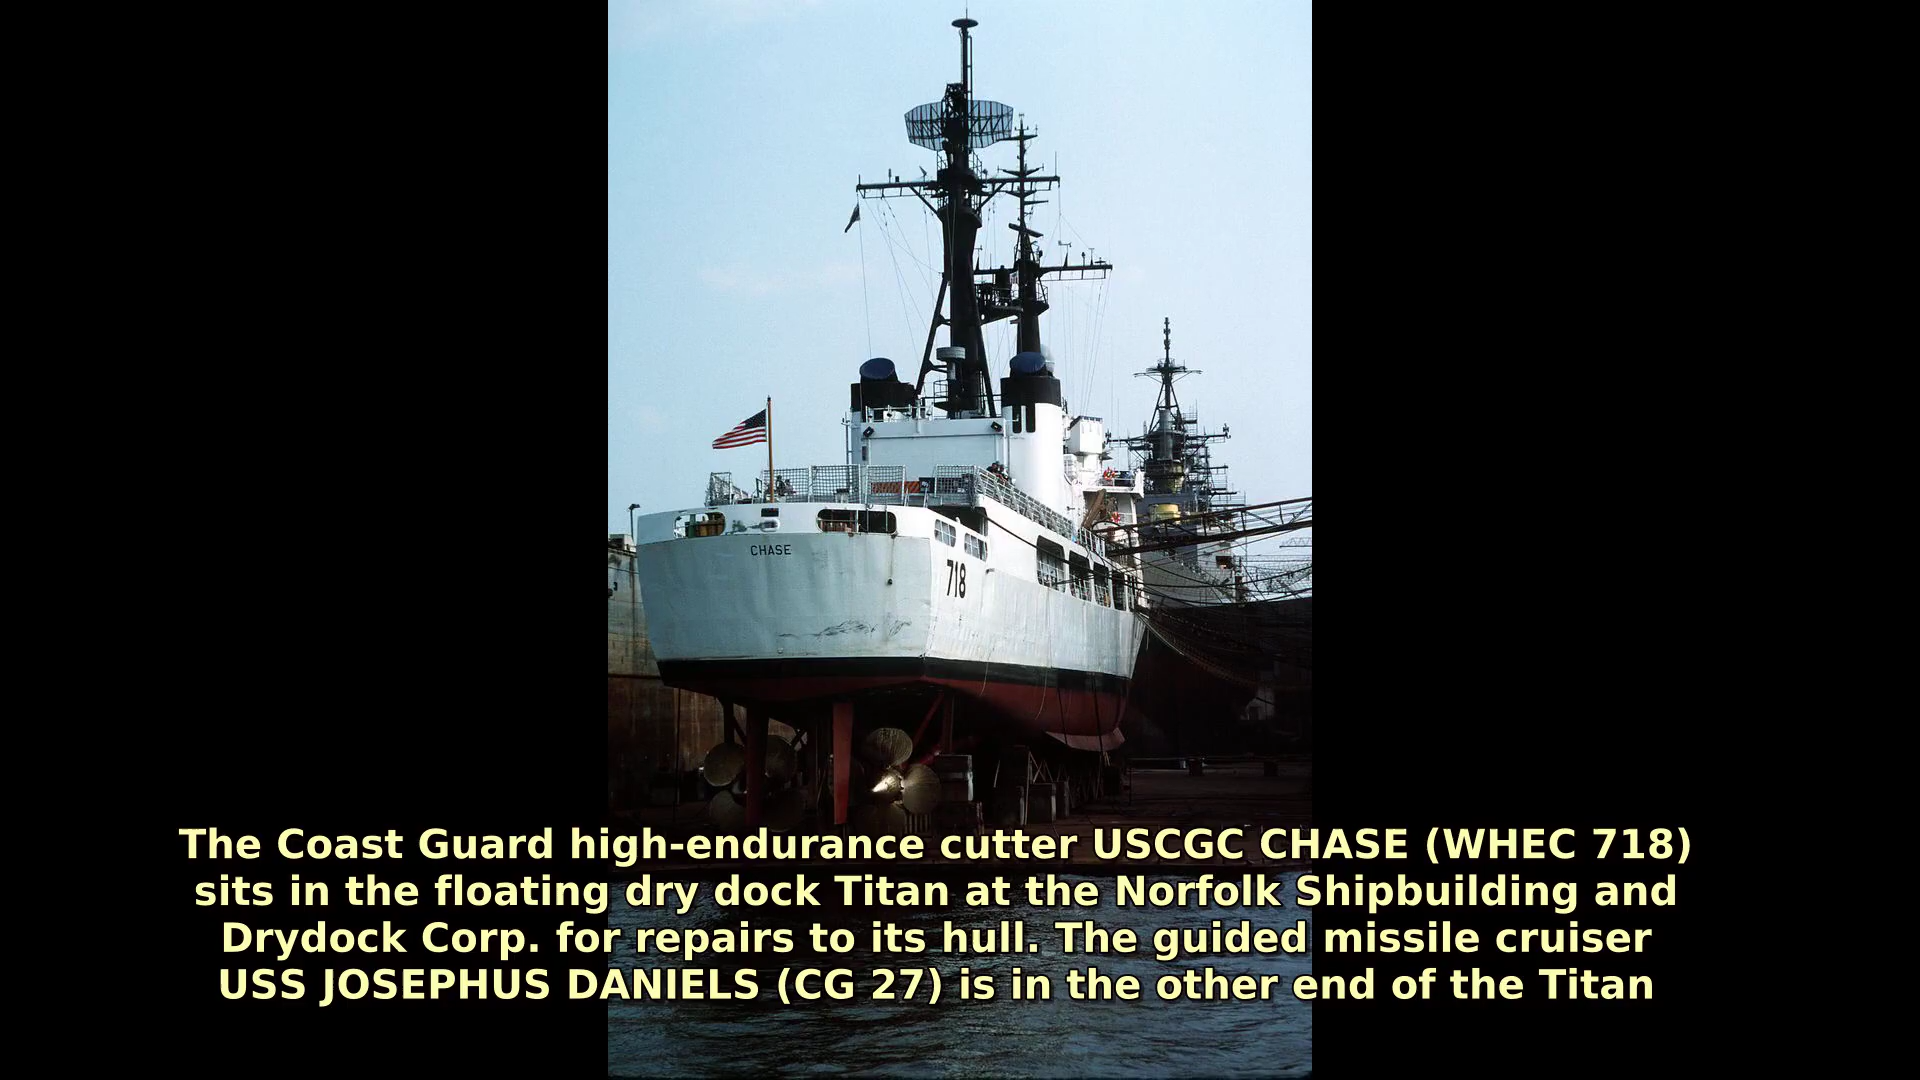 CHASE
718
The Coast Guard high-endurance cutter USCGC CHASE (WHEC 718)
sits in the floating dry dock Titan at the Norfolk Shipbuilding and
Drydock Corp. for repairs to its hull. The guided missile cruiser
USS JOSEPHUS DANIELS (CG 27) is in the other end of the Titan